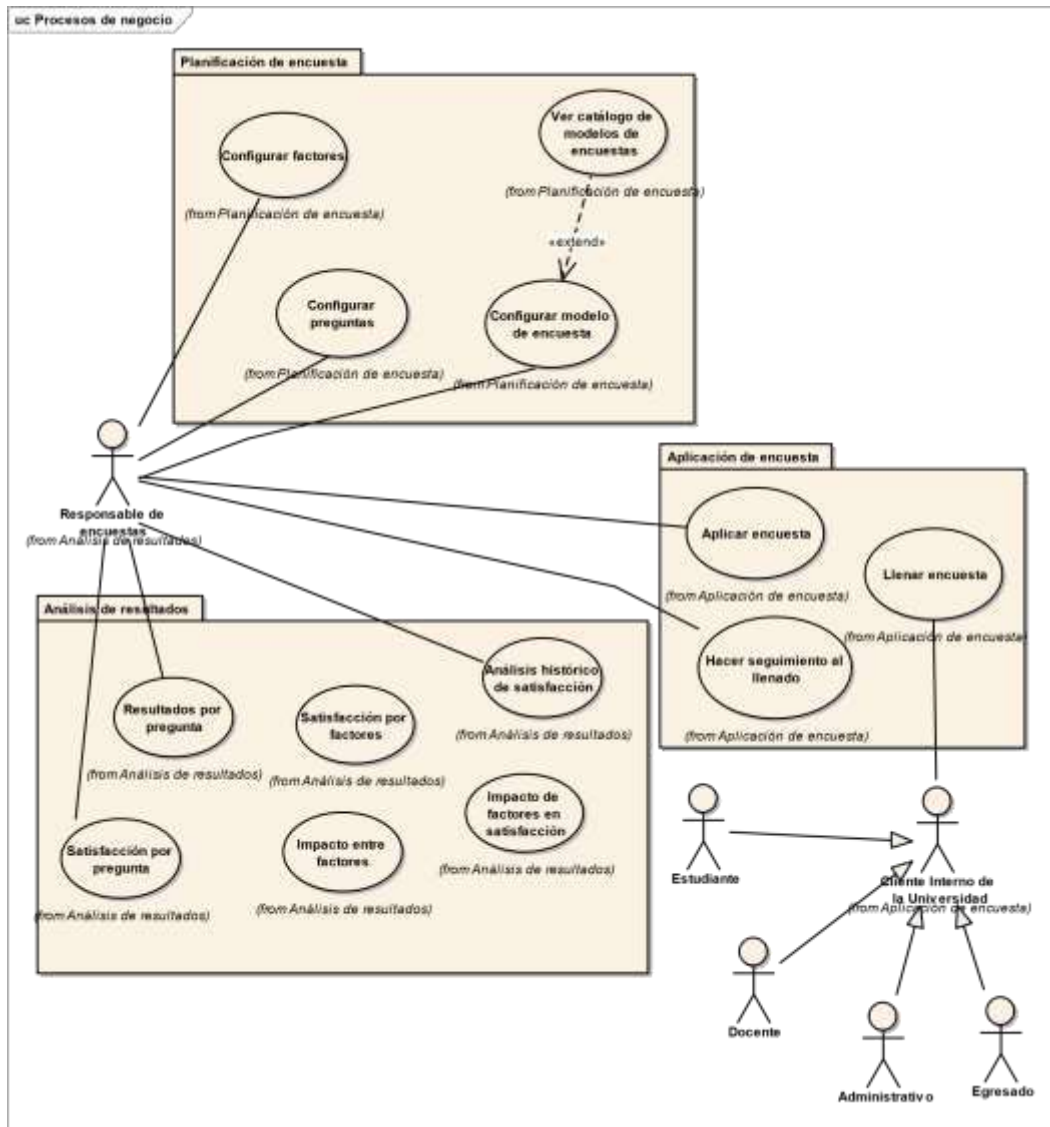 uc Procesos de negocio
Planificación de encuesta
Configurar factores
(from Planificación de encuesta)
Ver catálogo de
modelos de
encuestas
(from Planificación de encuesta)
«extend»
Configurar
preguntas
(from Planificación de encuesta)
Configurar modelo
de encuesta
(from Planificación de encuesta)
Responsable de
encuestas
(from Análisis de resultados)
Aplicación de encuesta
Aplicar encuesta
(from Aplicación de encuesta)
Llenar encuesta
(from Aplicación de encuesta)
Hacer seguimiento al
llenado
(from Aplicación de encuesta)
Análisis de resultados
Análisis histórico
de satisfacción
(from Análisis de resultados)
Resultados por
pregunta
(from Análisis de resultados)
Satisfacción por
factores
(from Análisis de resultados)
Impacto de
factores en
satisfacción
(from Análisis de resultados)
Satisfacción por
pregunta
(from Análisis de resultados)
Impacto entre
factores
(from Análisis de resultados)
Estudiante
Cliente Interno de
la Universidad
(from Aplicación de encuesta)
Docente
Administrativo
Egresado